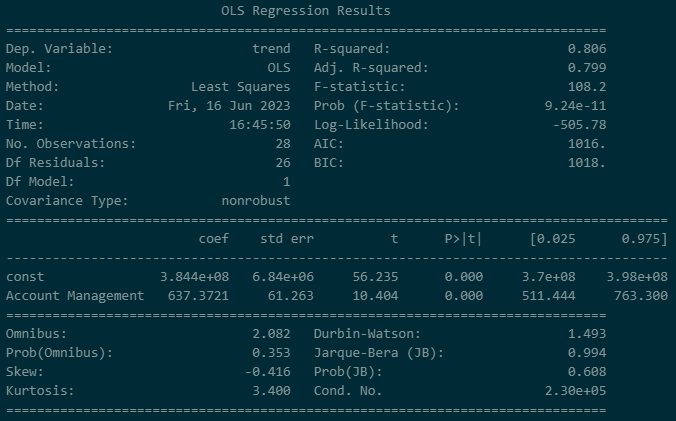 OLS Regression Results
==============================================================================
Dep. Variable: trend R-squared: 0.806
Model: OLS Adj. R-squared: 0.799
Method: Least Squares F-statistic: 108.2
Date: Fri, 16 Jun 2023 Prob (F-statistic): 9.24e-11
Time: 16:45:50 Log-Likelihood: -505.78
No. Observations: 28 AIC: 1016.
Df Residuals: 26 BIC: 1018.
Df Model: 1
Covariance Type: nonrobust
======================================================================================
coef std err t P>|t| [0.025 0.975]
--------------------------------------------------------------------------------------
const 3.844e+08 6.84e+06 56.235 0.000 3.7e+08 3.98e+08
Account Management 637.3721 61.263 10.404 0.000 511.444 763.300
==============================================================================
Omnibus: 2.082 Durbin-Watson: 1.493
Prob(Omnibus): 0.353 Jarque-Bera (JB): 0.994
Skew: -0.416 Prob(JB): 0.608
Kurtosis: 3.400 Cond. No. 2.30e+05
==============================================================================